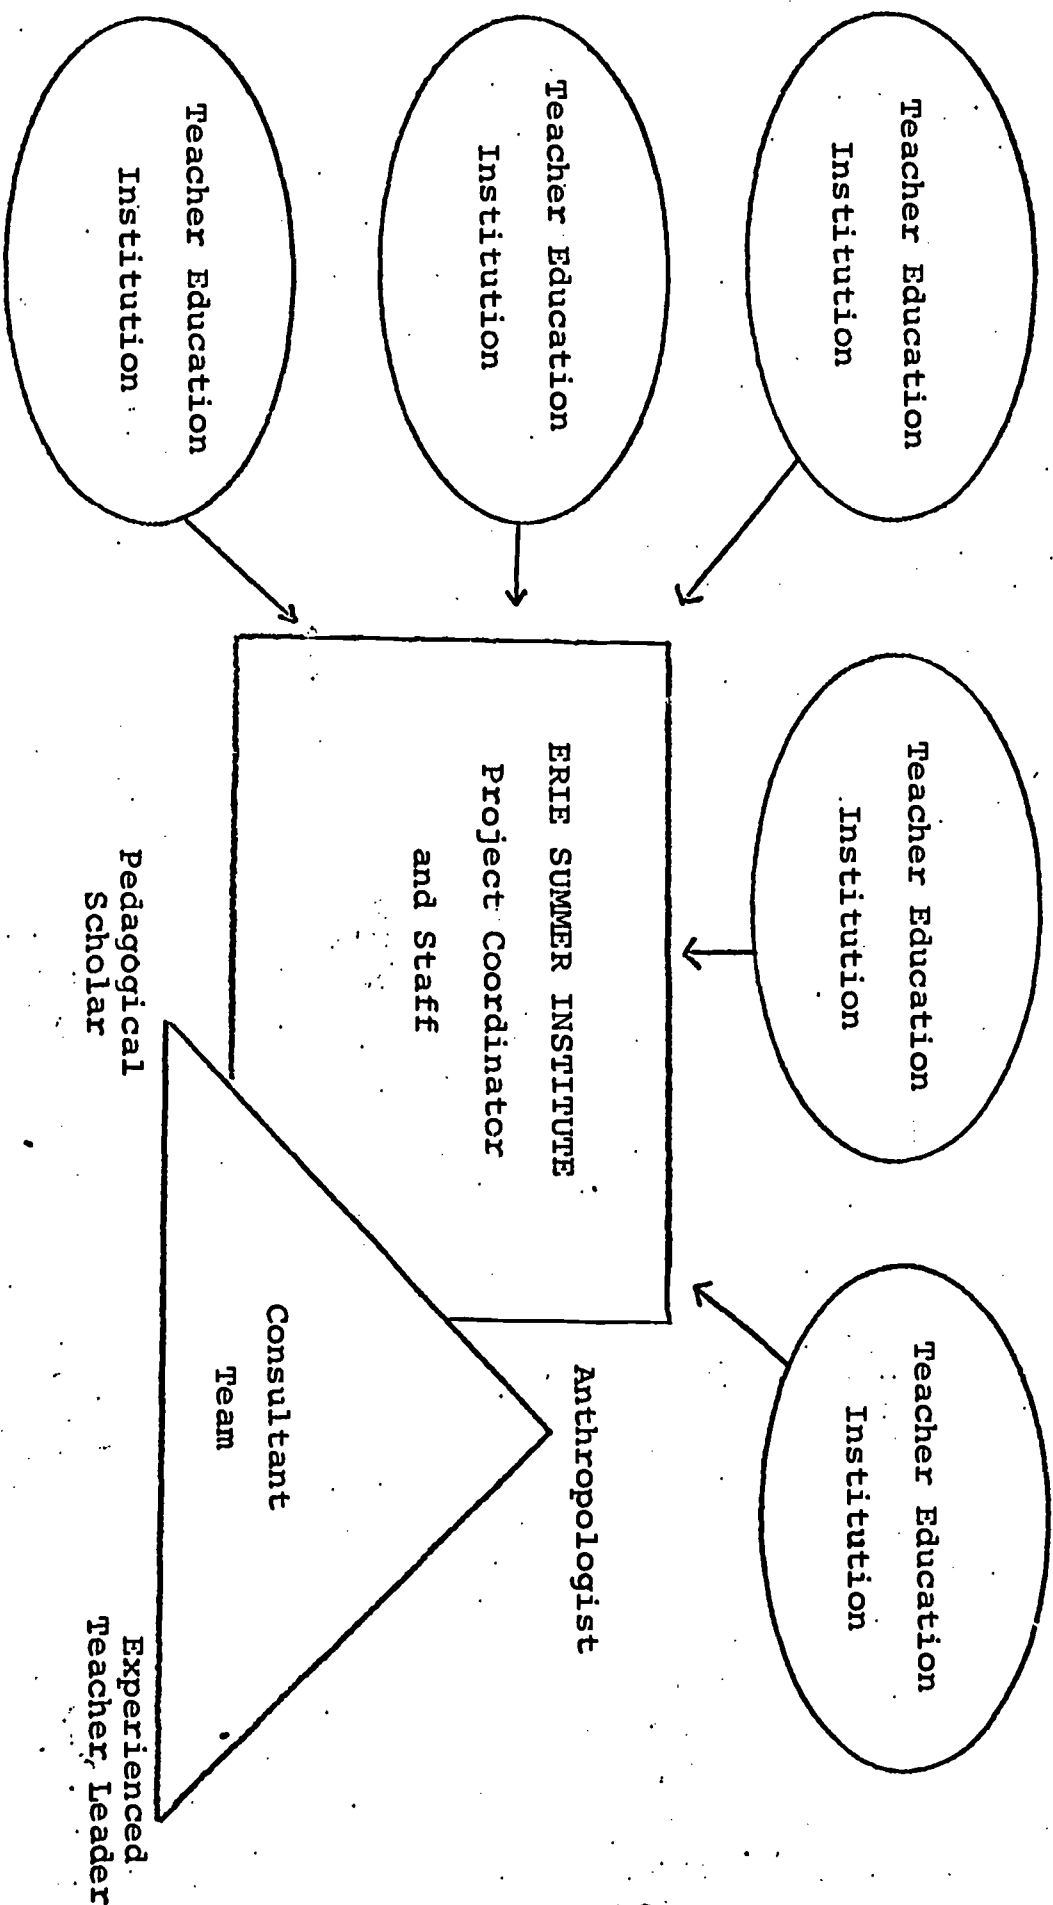 Teacher Education
Institution
Teacher Education
Institution
Teacher Education
Institution
Teacher Education
Institution
ERIE SUMMER INSTITUTE
Project Coordinator
and Staff
Anthropologist
Teacher Education
Institution
Consultant
Team
Pedagogical
Scholar
Experienced
Teacher Leader